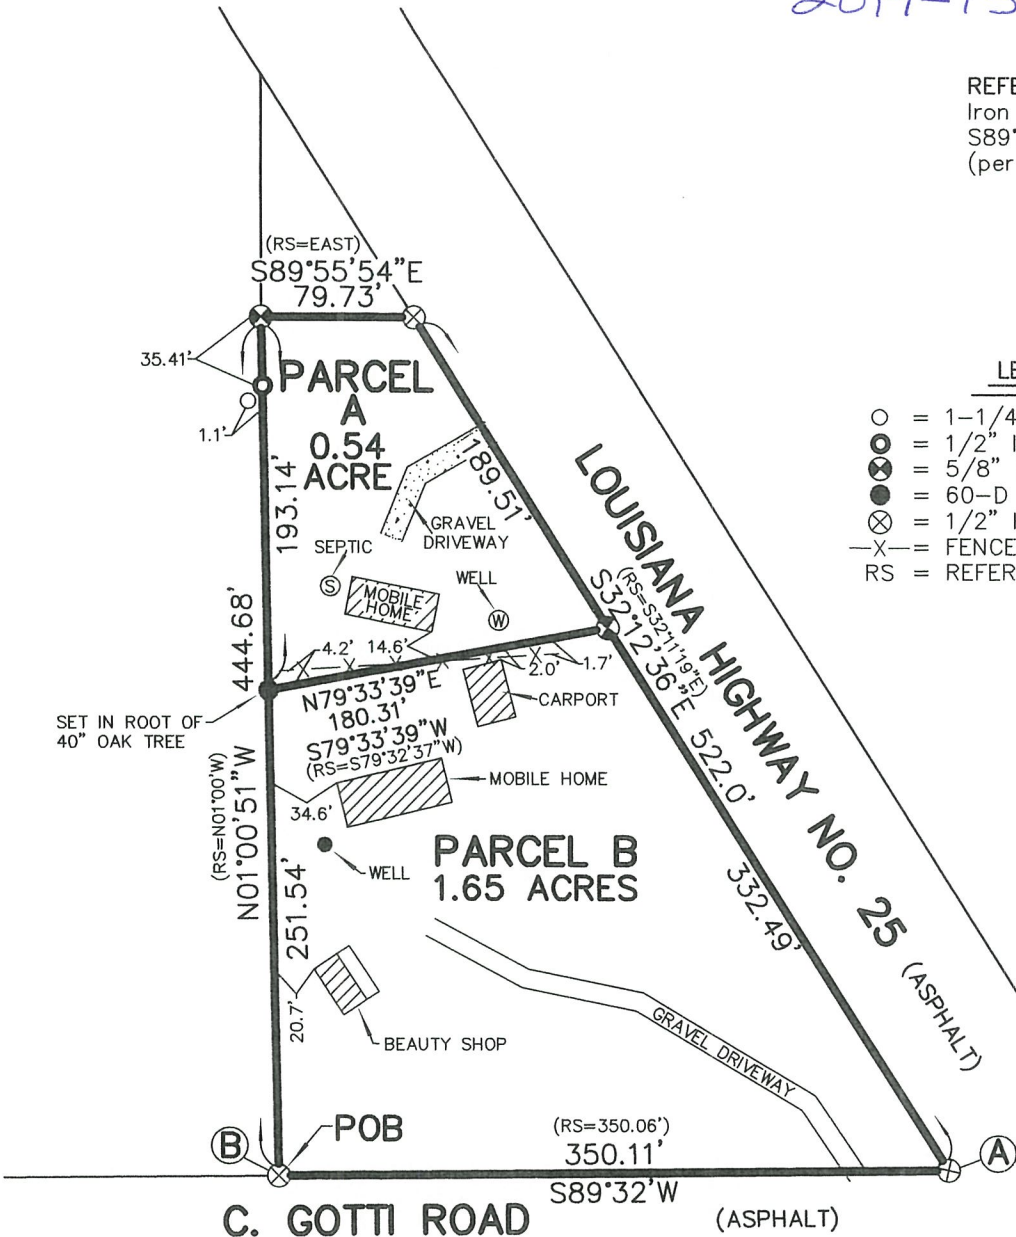 REFE
Iron
S89°
(per
(RS=EAST)
S89°55'54"E
79.73'
35.41'
1.1'
PARCEL
A
0.54
ACRE
193.14'
189.51'
GRAVEL
DRIVEWAY
SEPTIC
S
MOBILE
HOME
WELL
W
LE
= 1-1/4
= 1/2" I
= 5/8"
= 60-D
= 1/2"
—X—= FENCE
RS = REFER
LOUISIANA HIGHWAY NO. 25 (ASPHALT)
(RS=S32°11'19"E)
S32°12'36"E 522.0'
444.68'
4.2'
14.6'
2.0'
1.7'
N79°33'39"E
180.31'
S79°33'39"W
(RS=S79°32'37"W)
CARPORT
SET IN ROOT OF
40" OAK TREE
(RS=N01°00'W)
N01°00'51"W
MOBILE HOME
34.6'
WELL
PARCEL B
1.65 ACRES
332.49'
251.54'
20.7'
BEAUTY SHOP
GRAVEL DRIVEWAY
B
POB
(RS=350.06')
350.11'
S89°32'W
A
C. GOTTI ROAD
(ASPHALT)